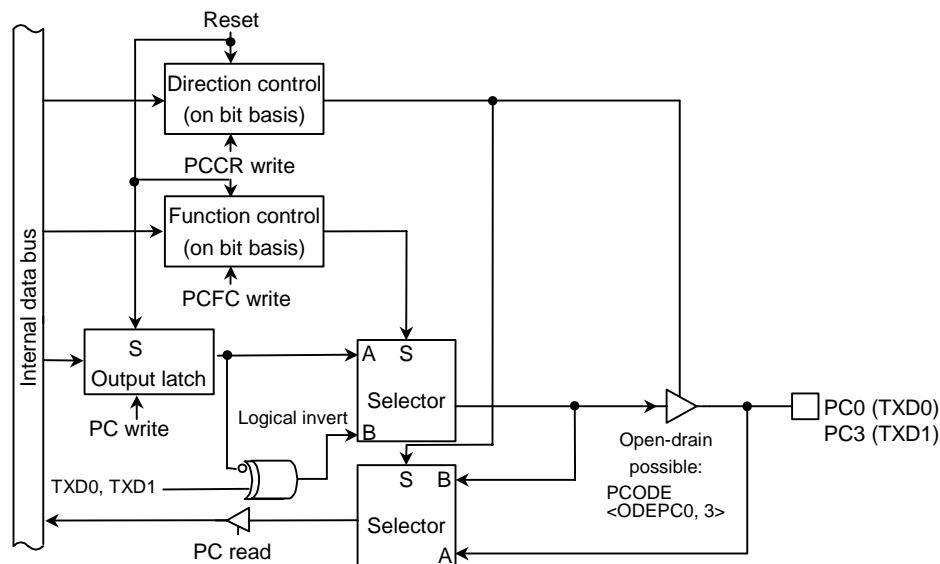 Reset
Internal data bus
Direction control
(on bit basis)
PCCR write
Function control
(on bit basis)
PCFC write
S
Output latch
PC write
A
S
Selector
B
Logical invert
TXD0, TXD1
S
B
Selector
A
PC read
Open-drain
possible:
PCODE
<ODEPC0, 3>
PC0 (TXD0)
PC3 (TXD1)